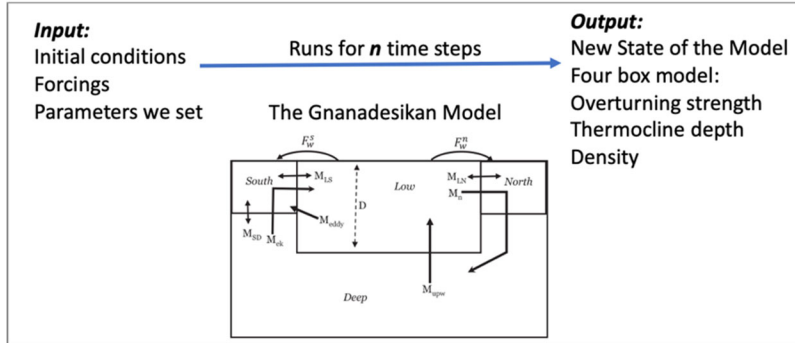 Input:
Initial conditions
Forcings
Parameters we set
Runs for n time steps
Output:
New State of the Model
Four box model:
Overturning strength
Thermocline depth
Density
The Gnanadesikan Model
F_w^s
F_w^n
South
M_LS
Low
M_LN
North
M_n
D
M_eddy
M_SD
M_ek
M_upw
Deep